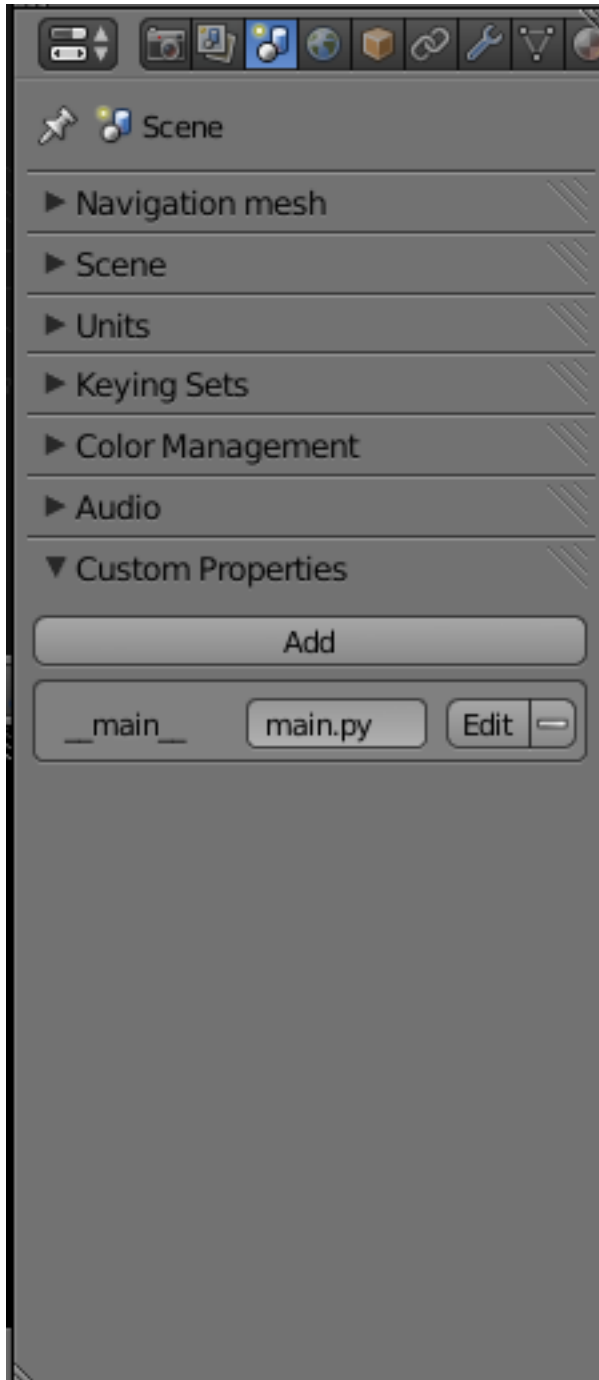 Scene
Navigation mesh
Scene
Units
Keying Sets
Color Management
Audio
Custom Properties
Add
__main__ main.py Edit